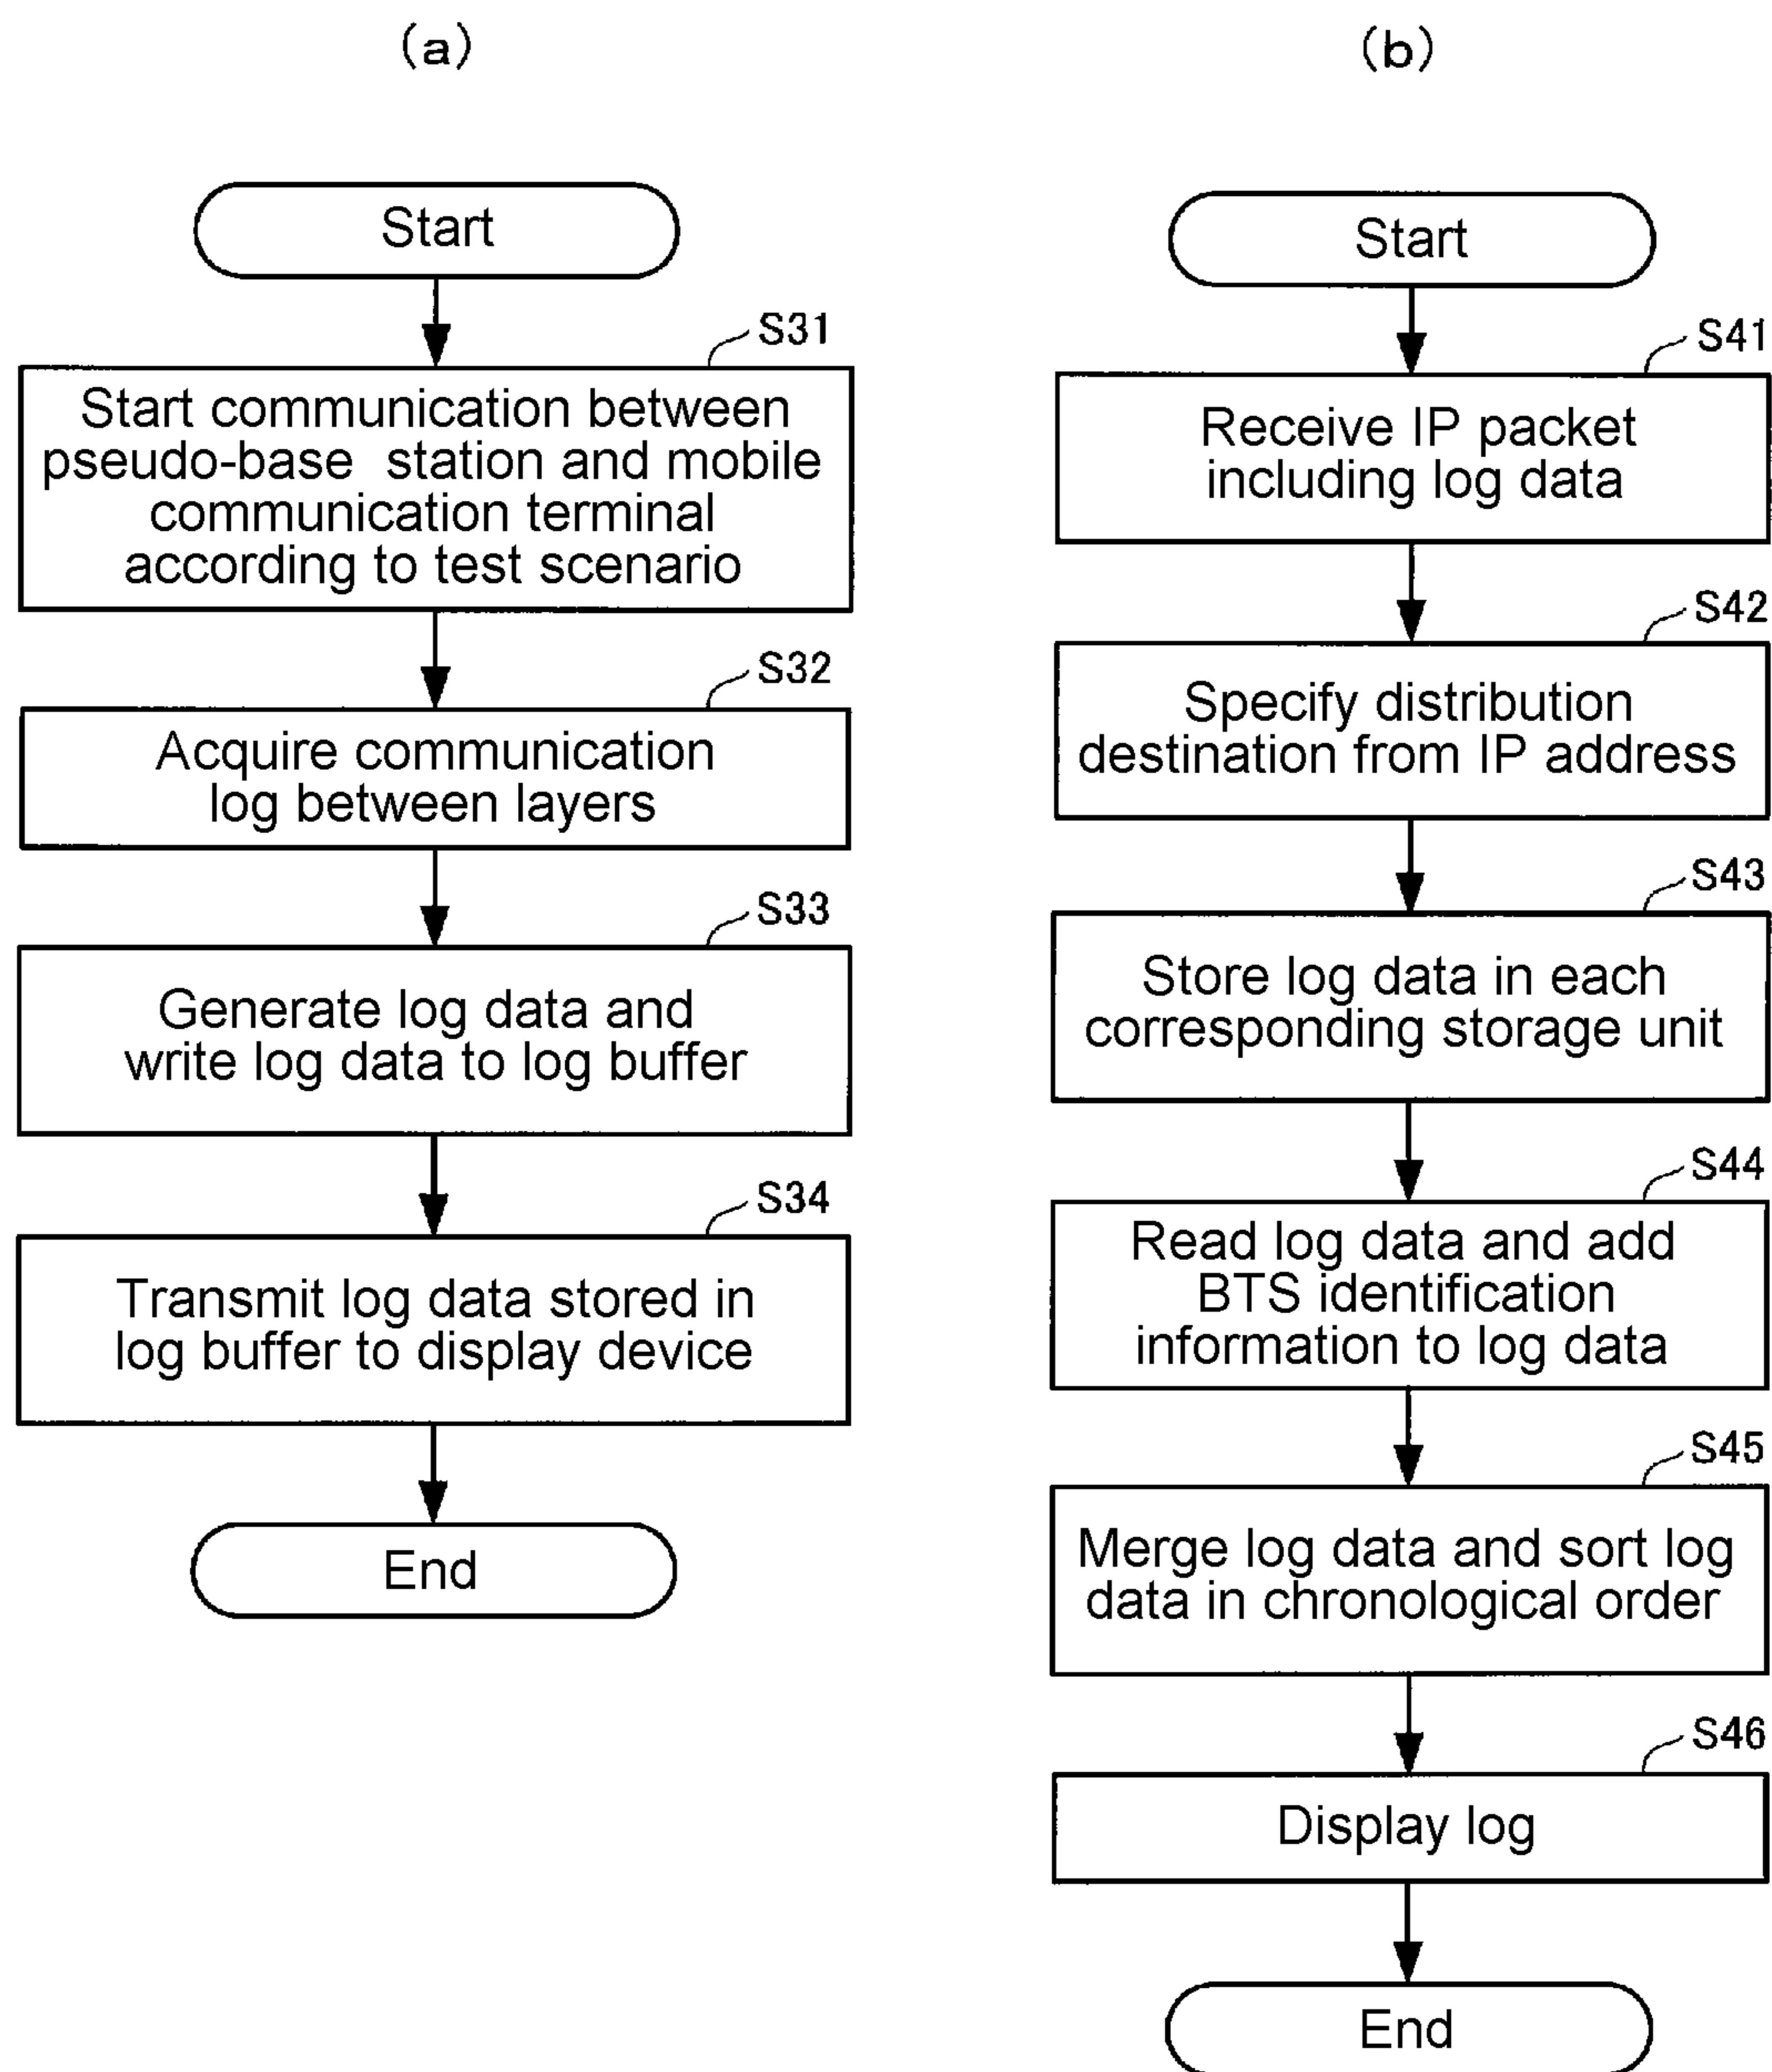 (a)
Start
S31
Start communication between
pseudo-base station and mobile
communication terminal
according to test scenario
S32
Acquire communication
log between layers
S33
Generate log data and
write log data to log buffer
S34
Transmit log data stored in
log buffer to display device
End
(b)
Start
S41
Receive IP packet
including log data
S42
Specify distribution
destination from IP address
S43
Store log data in each
corresponding storage unit
S44
Read log data and add
BTS identification
information to log data
S45
Merge log data and sort log
data in chronological order
S46
Display log
End